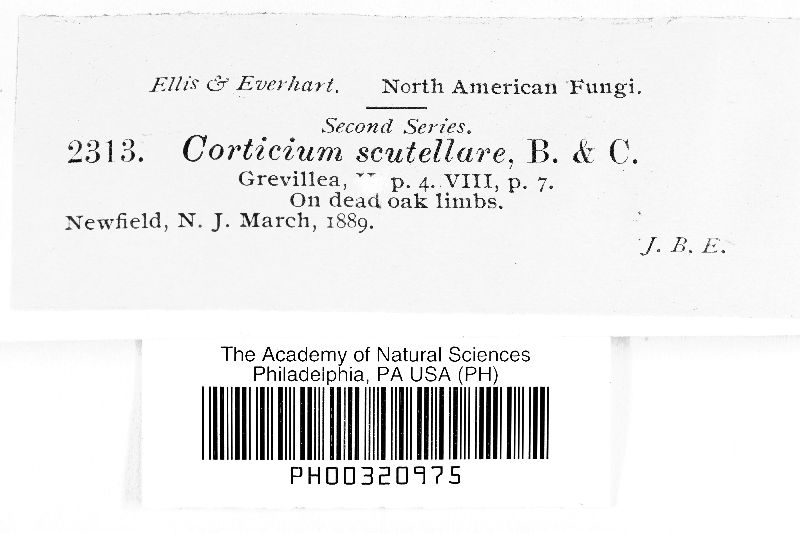 Ellis & Everhart. North American Fungi.
Second Series.
2313. Corticium scutellare, B. & C.
Grevillea, p. 4. VIII, p. 7.
On dead oak limbs.
Newfield, N. J. March, 1889.
J. B. E.
The Academy of Natural Sciences
Philadelphia, PA USA (PH)
PH00320975